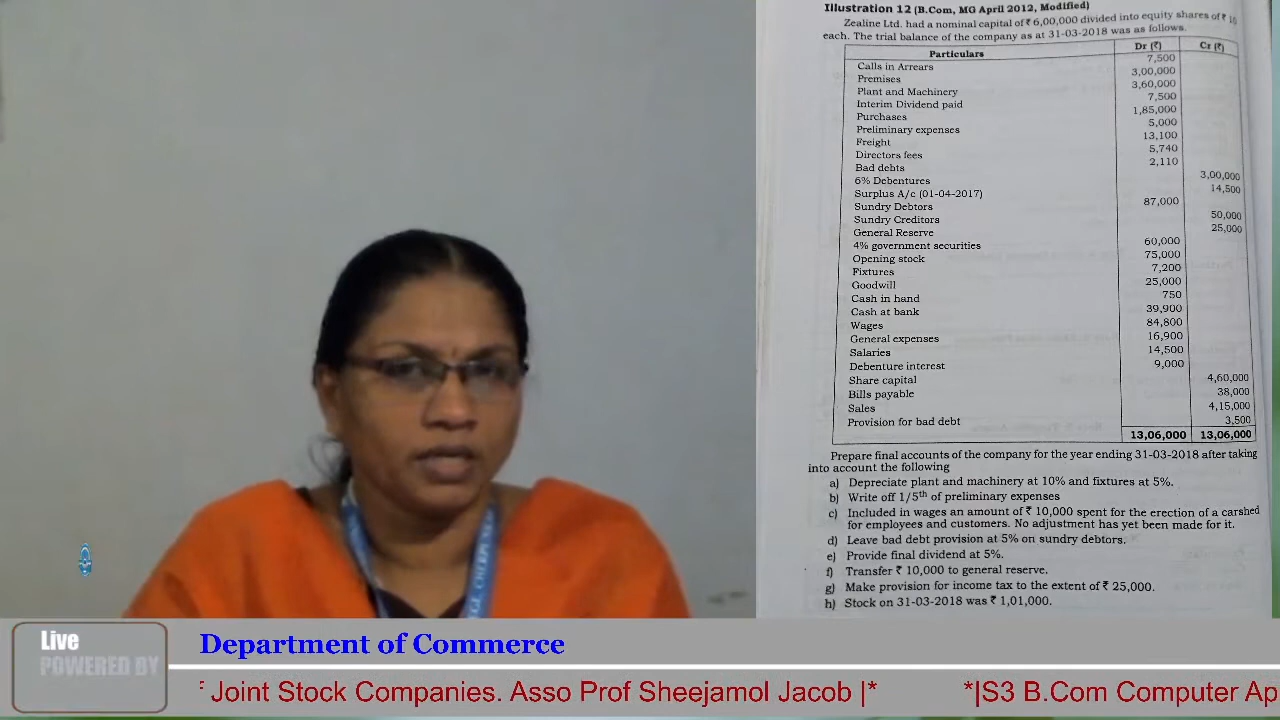 Illustration 12 (B.Com, MG April 2012, Modified)
Zealine Ltd. had a nominal capital of ₹ 6,00,000 divided into equity shares of ₹ 10
each. The trial balance of the company as at 31-03-2018 was as follows.
Particulars Dr (₹) Cr (₹)
Calls in Arrears 7,500
Premises 3,00,000
Plant and Machinery 3,60,000
Interim Dividend paid 7,500
Purchases 1,85,000
Preliminary expenses 5,000
Freight 13,100
Directors fees 5,740
Bad debts 2,110
6% Debentures 3,00,000
Surplus A/c (01-04-2017) 14,500
Sundry Debtors 87,000
Sundry Creditors 50,000
General Reserve 25,000
4% government securities 60,000
Opening stock 75,000
Fixtures 7,200
Goodwill 25,000
Cash in hand 750
Cash at bank 39,900
Wages 84,800
General expenses 16,900
Salaries 14,500
Debenture interest 9,000
Share capital 4,60,000
Bills payable 38,000
Sales 4,15,000
Provision for bad debt 3,500
13,06,000 13,06,000
Prepare final accounts of the company for the year ending 31-03-2018 after taking
into account the following
a) Depreciate plant and machinery at 10% and fixtures at 5%.
b) Write off 1/5th of preliminary expenses
c) Included in wages an amount of ₹ 10,000 spent for the erection of a carshed
for employees and customers. No adjustment has yet been made for it.
d) Leave bad debt provision at 5% on sundry debtors.
e) Provide final dividend at 5%.
f) Transfer ₹ 10,000 to general reserve.
g) Make provision for income tax to the extent of ₹ 25,000.
h) Stock on 31-03-2018 was ₹ 1,01,000.
Live
POWERED BY
Department of Commerce
Joint Stock Companies. Asso Prof Sheejamol Jacob |* *|S3 B.Com Computer Ap